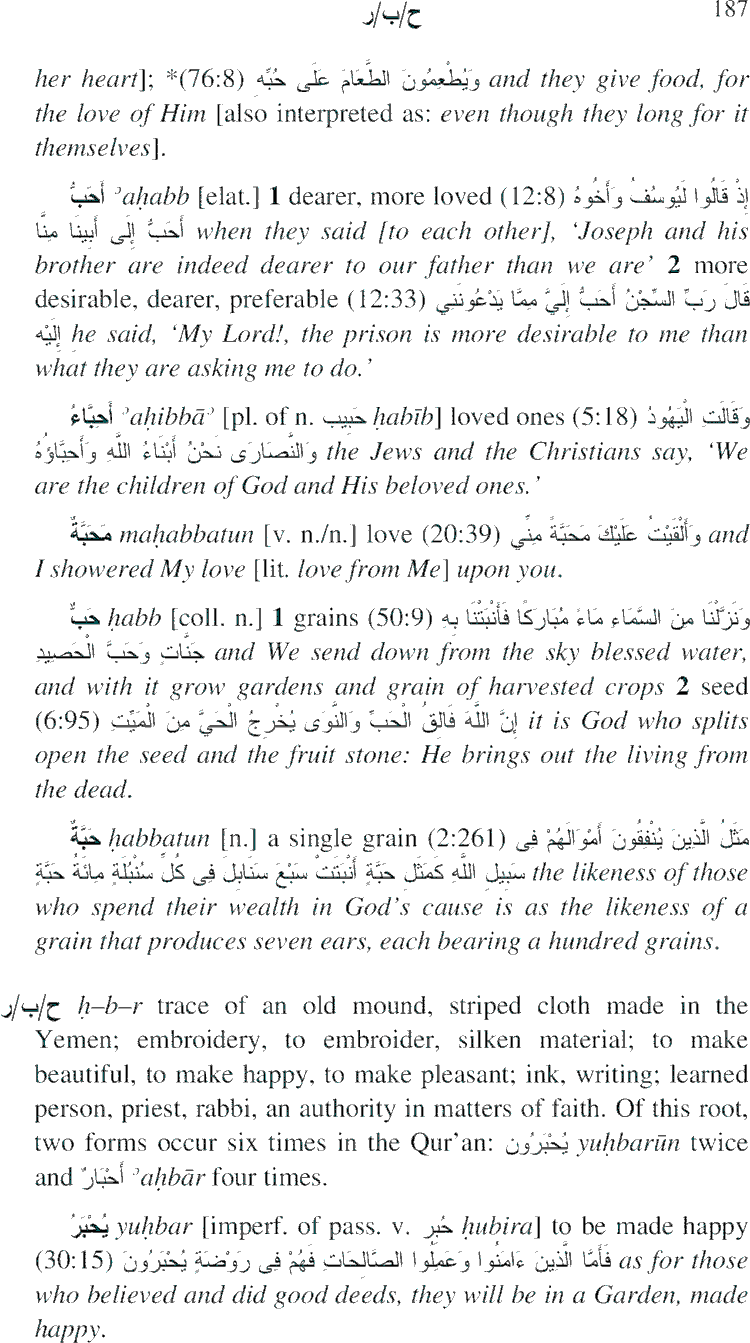 ح/ب/ر 187
her heart]; *(76:8) وَيُطْعِمُونَ الطَّعَامَ عَلَى حُبِّهِ and they give food, for
the love of Him [also interpreted as: even though they long for it
themselves].
أَحَبُّ ʾaḥabb [elat.] 1 dearer, more loved (12:8) إِذْ قَالُوا لَيُوسُفُ وَأَخُوهُ
أَحَبُّ إِلَى أَبِينَا مِنَّا when they said [to each other], ‘Joseph and his
brother are indeed dearer to our father than we are’ 2 more
desirable, dearer, preferable (12:33) قَالَ رَبِّ السِّجْنُ أَحَبُّ إِلَيَّ مِمَّا يَدْعُونَنِي
إِلَيْهِ he said, ‘My Lord!, the prison is more desirable to me than
what they are asking me to do.’
أَحِبَّاءُ ʾaḥibbāʾ [pl. of n. حَبِيب ḥabīb] loved ones (5:18) وَقَالَتِ الْيَهُودُ
وَالنَّصَارَى نَحْنُ أَبْنَاءُ اللَّهِ وَأَحِبَّاؤُهُ the Jews and the Christians say, ‘We
are the children of God and His beloved ones.’
مَحَبَّةٌ maḥabbatun [v. n./n.] love (20:39) وَأَلْقَيْتُ عَلَيْكَ مَحَبَّةً مِنِّي and
I showered My love [lit. love from Me] upon you.
حَبٌّ ḥabb [coll. n.] 1 grains (50:9) وَنَزَّلْنَا مِنَ السَّمَاءِ مَاءً مُبَارَكًا فَأَنْبَتْنَا بِهِ
جَنَّاتٍ وَحَبَّ الْحَصِيدِ and We send down from the sky blessed water,
and with it grow gardens and grain of harvested crops 2 seed
(6:95) إِنَّ اللَّهَ فَالِقُ الْحَبِّ وَالنَّوَى يُخْرِجُ الْحَيَّ مِنَ الْمَيِّتِ it is God who splits
open the seed and the fruit stone: He brings out the living from
the dead.
حَبَّةٌ ḥabbatun [n.] a single grain (2:261) مَثَلُ الَّذِينَ يُنْفِقُونَ أَمْوَالَهُمْ فِى
سَبِيلِ اللَّهِ كَمَثَلِ حَبَّةٍ أَنْبَتَتْ سَبْعَ سَنَابِلَ فِى كُلِّ سُنْبُلَةٍ مِائَةُ حَبَّةٍ the likeness of those
who spend their wealth in God’s cause is as the likeness of a
grain that produces seven ears, each bearing a hundred grains.
ح/ب/ر ḥ–b–r trace of an old mound, striped cloth made in the
Yemen; embroidery, to embroider, silken material; to make
beautiful, to make happy, to make pleasant; ink, writing; learned
person, priest, rabbi, an authority in matters of faith. Of this root,
two forms occur six times in the Qur’an: يُحْبَرُون yuḥbarūn twice
and أَحْبَارٌ ʾaḥbār four times.
يُحْبَرُ yuḥbar [imperf. of pass. v. حُبِرَ ḥubira] to be made happy
(30:15) فَأَمَّا الَّذِينَ ءَامَنُوا وَعَمِلُوا الصَّالِحَاتِ فَهُمْ فِى رَوْضَةٍ يُحْبَرُونَ as for those
who believed and did good deeds, they will be in a Garden, made
happy.